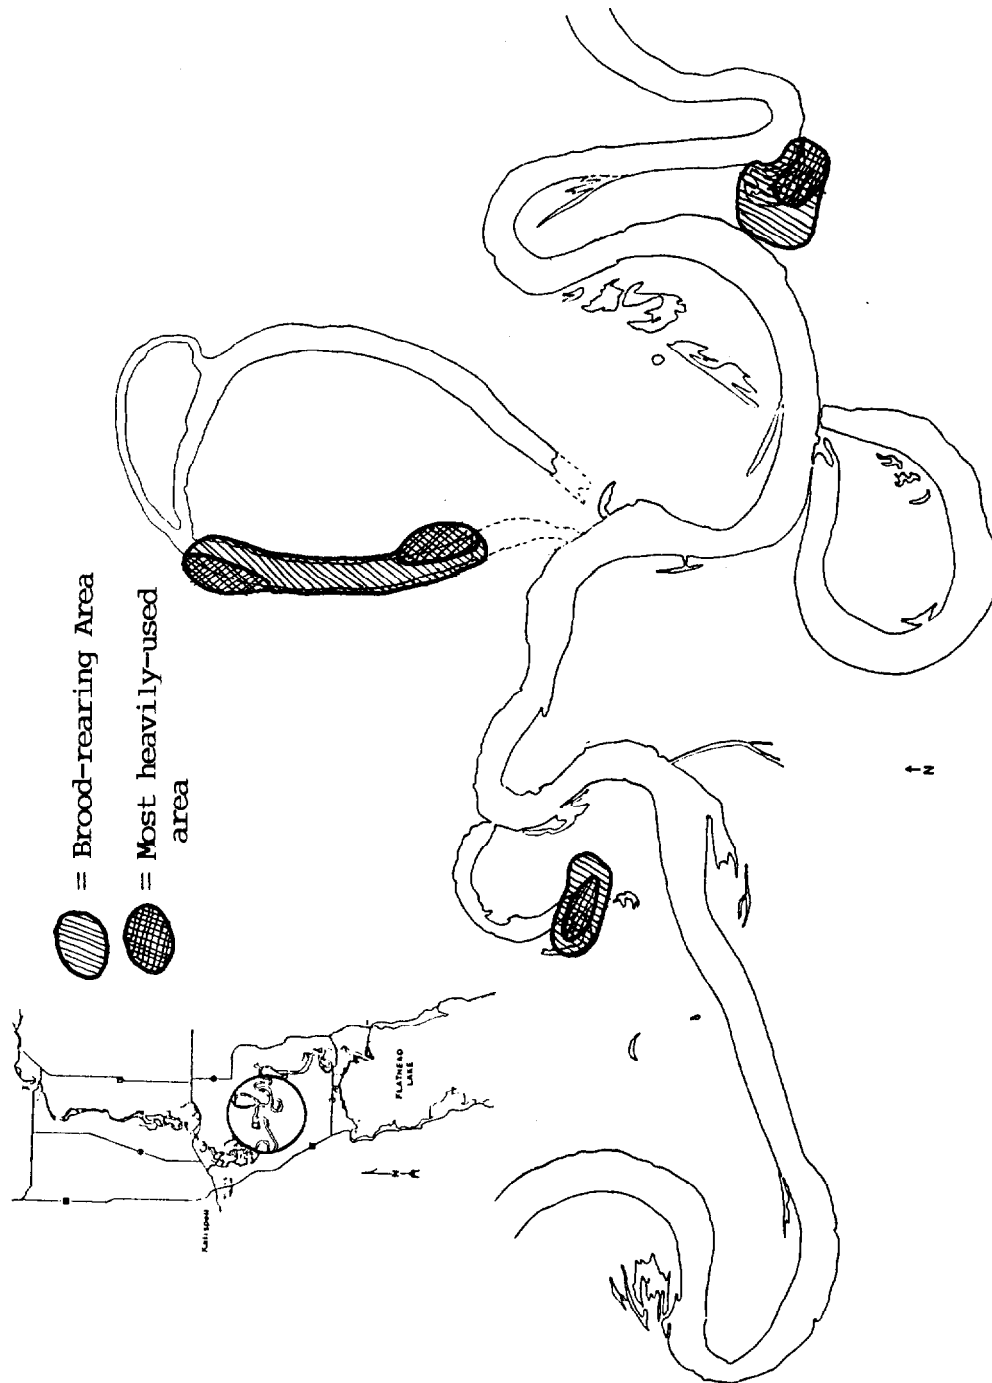 = Brood-rearing Area
= Most heavily-used
area
FLATHEAD
LAKE
Kalispell
N
N